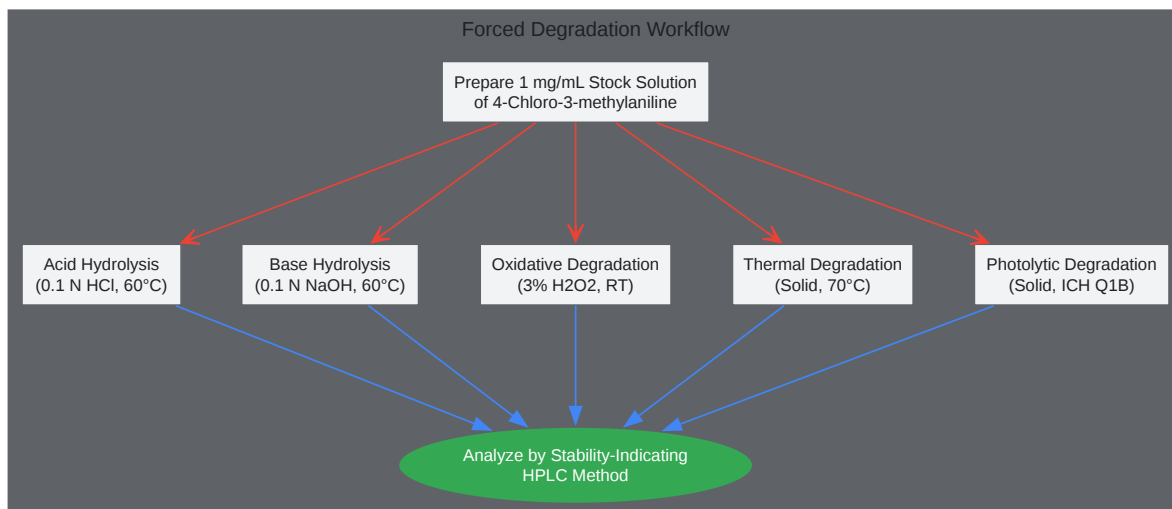 Forced Degradation Workflow
Prepare 1 mg/mL Stock Solution
of 4-Chloro-3-methylaniline
Acid Hydrolysis
(0.1 N HCl, 60°C)
Base Hydrolysis
(0.1 N NaOH, 60°C)
Oxidative Degradation
(3% H2O2, RT)
Thermal Degradation
(Solid, 70°C)
Photolytic Degradation
(Solid, ICH Q1B)
Analyze by Stability-Indicating
HPLC Method